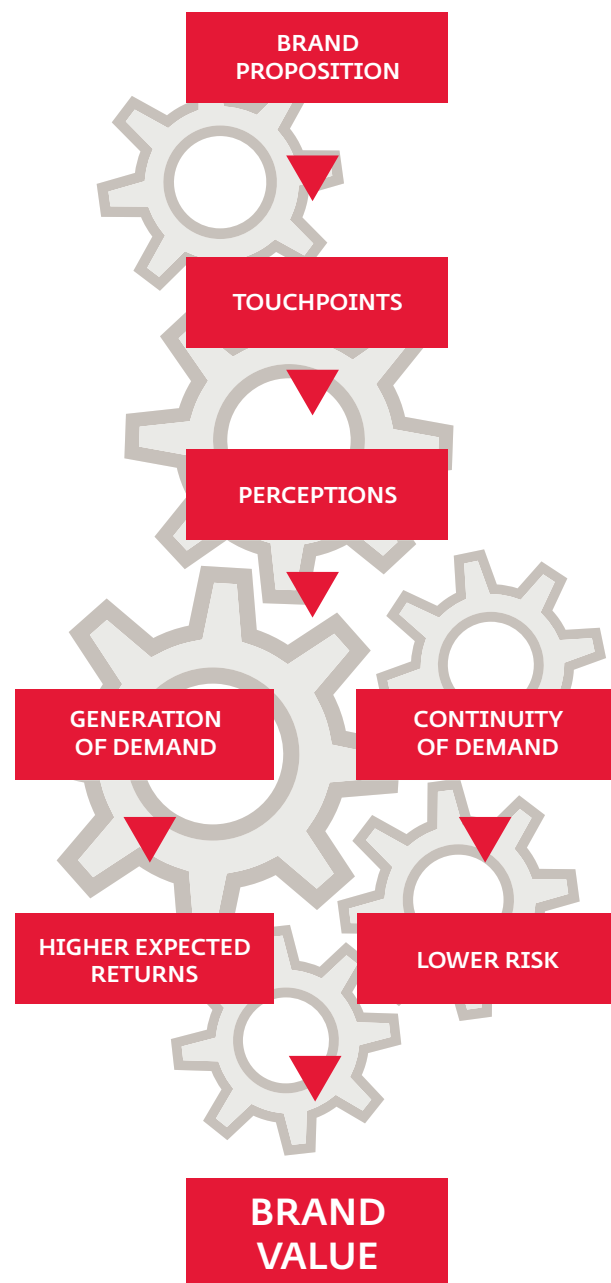 BRAND
PROPOSITION
TOUCHPOINTS
PERCEPTIONS
GENERATION
OF DEMAND
CONTINUITY
OF DEMAND
HIGHER EXPECTED
RETURNS
LOWER RISK
BRAND
VALUE